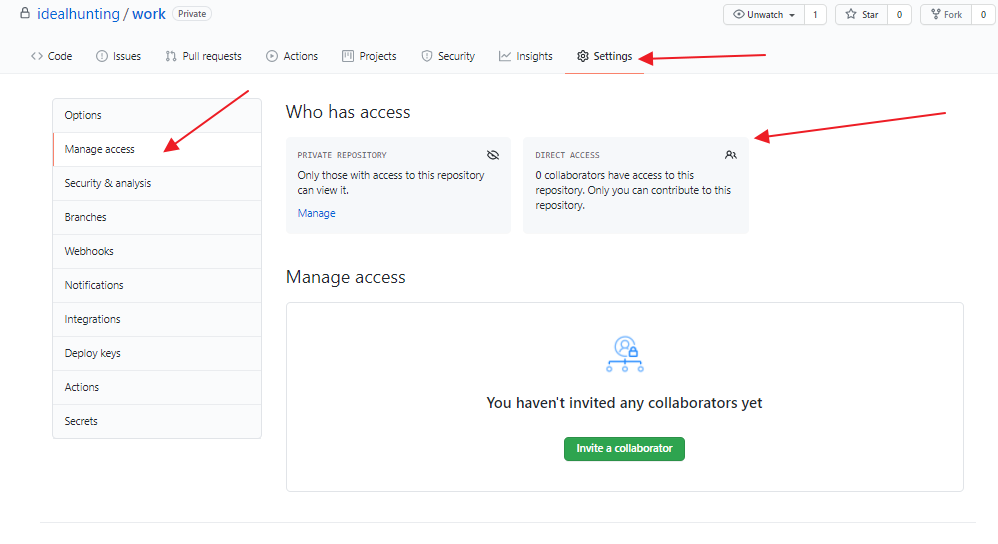 idealhunting / work Private
Unwatch 1 Star 0 Fork 0
Code Issues Pull requests Actions Projects Security Insights Settings
Options
Manage access
Security & analysis
Branches
Webhooks
Notifications
Integrations
Deploy keys
Actions
Secrets
Who has access
PRIVATE REPOSITORY
Only those with access to this repository
can view it.
Manage
DIRECT ACCESS
0 collaborators have access to this
repository. Only you can contribute to this
repository.
Manage access
You haven't invited any collaborators yet
Invite a collaborator